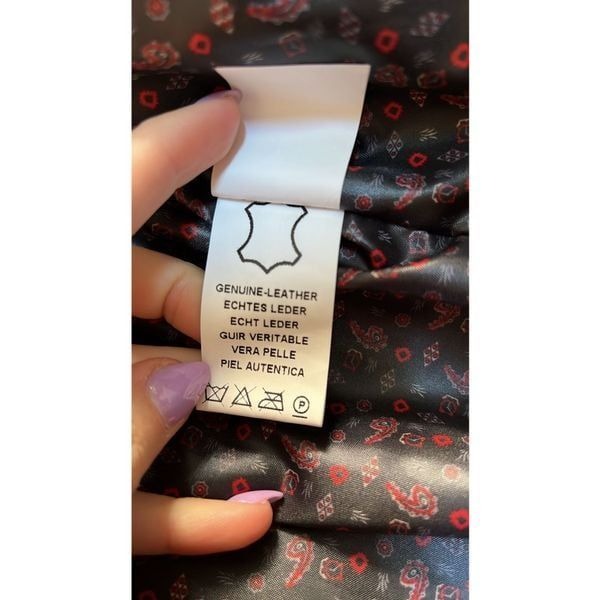 GENUINE-LEATHER
ECHTES LEDER
ECHT LEDER
GUIR VERITABLE
VERA PELLE
PIEL AUTENTICA
P